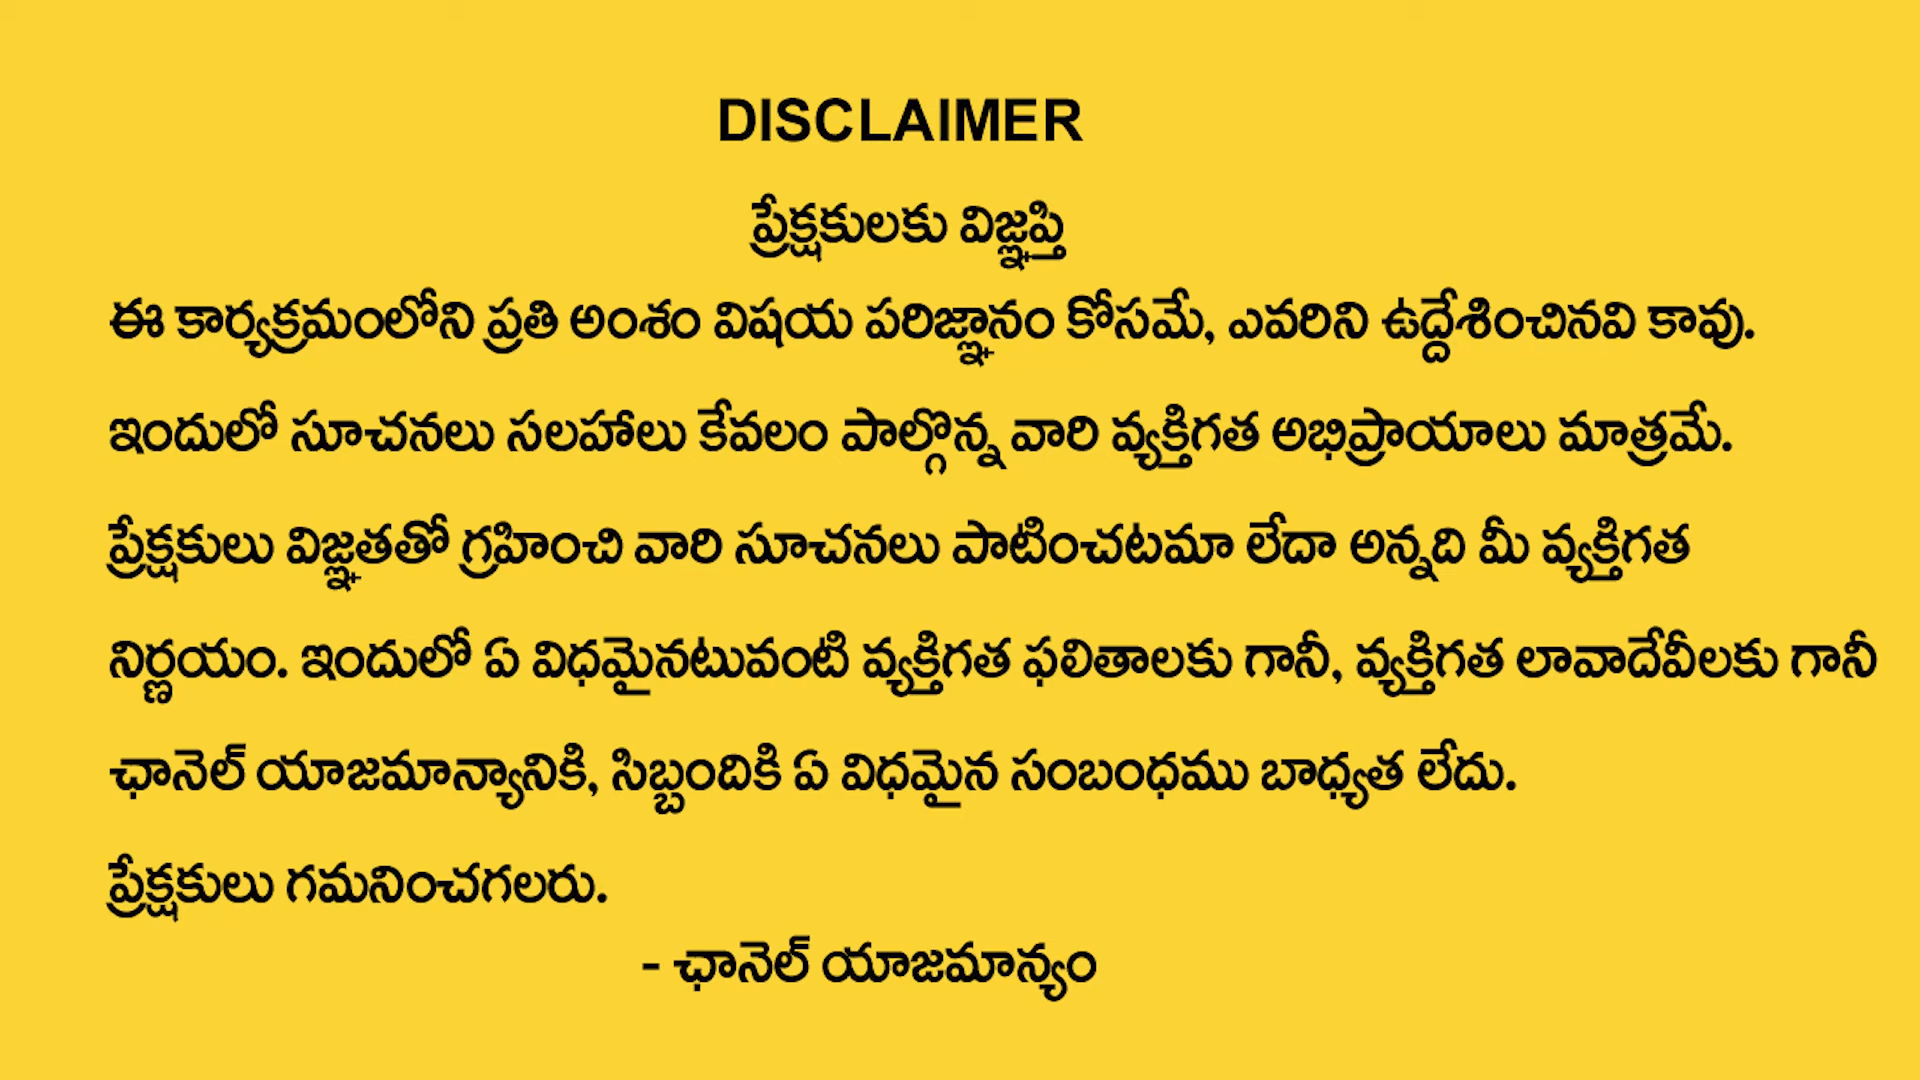 DISCLAIMER
ప్రేక్షకులకు విజ్ఞప్తి
ఈ కార్యక్రమంలోని ప్రతి అంశం విషయ పరిజ్ఞానం కోసమే, ఎవరిని ఉద్దేశించినవి కావు.
ఇందులో సూచనలు సలహాలు కేవలం పాల్గొన్న వారి వ్యక్తిగత అభిప్రాయాలు మాత్రమే.
ప్రేక్షకులు విజ్ఞతతో గ్రహించి వారి సూచనలు పాటించటమా లేదా అన్నది మీ వ్యక్తిగత
నిర్ణయం. ఇందులో ఏ విధమైనటువంటి వ్యక్తిగత ఫలితాలకు గానీ, వ్యక్తిగత లావాదేవీలకు గానీ
ఛానెల్ యాజమాన్యానికి, సిబ్బందికి ఏ విధమైన సంబంధము బాధ్యత లేదు.
ప్రేక్షకులు గమనించగలరు.
- ఛానెల్ యాజమాన్యం